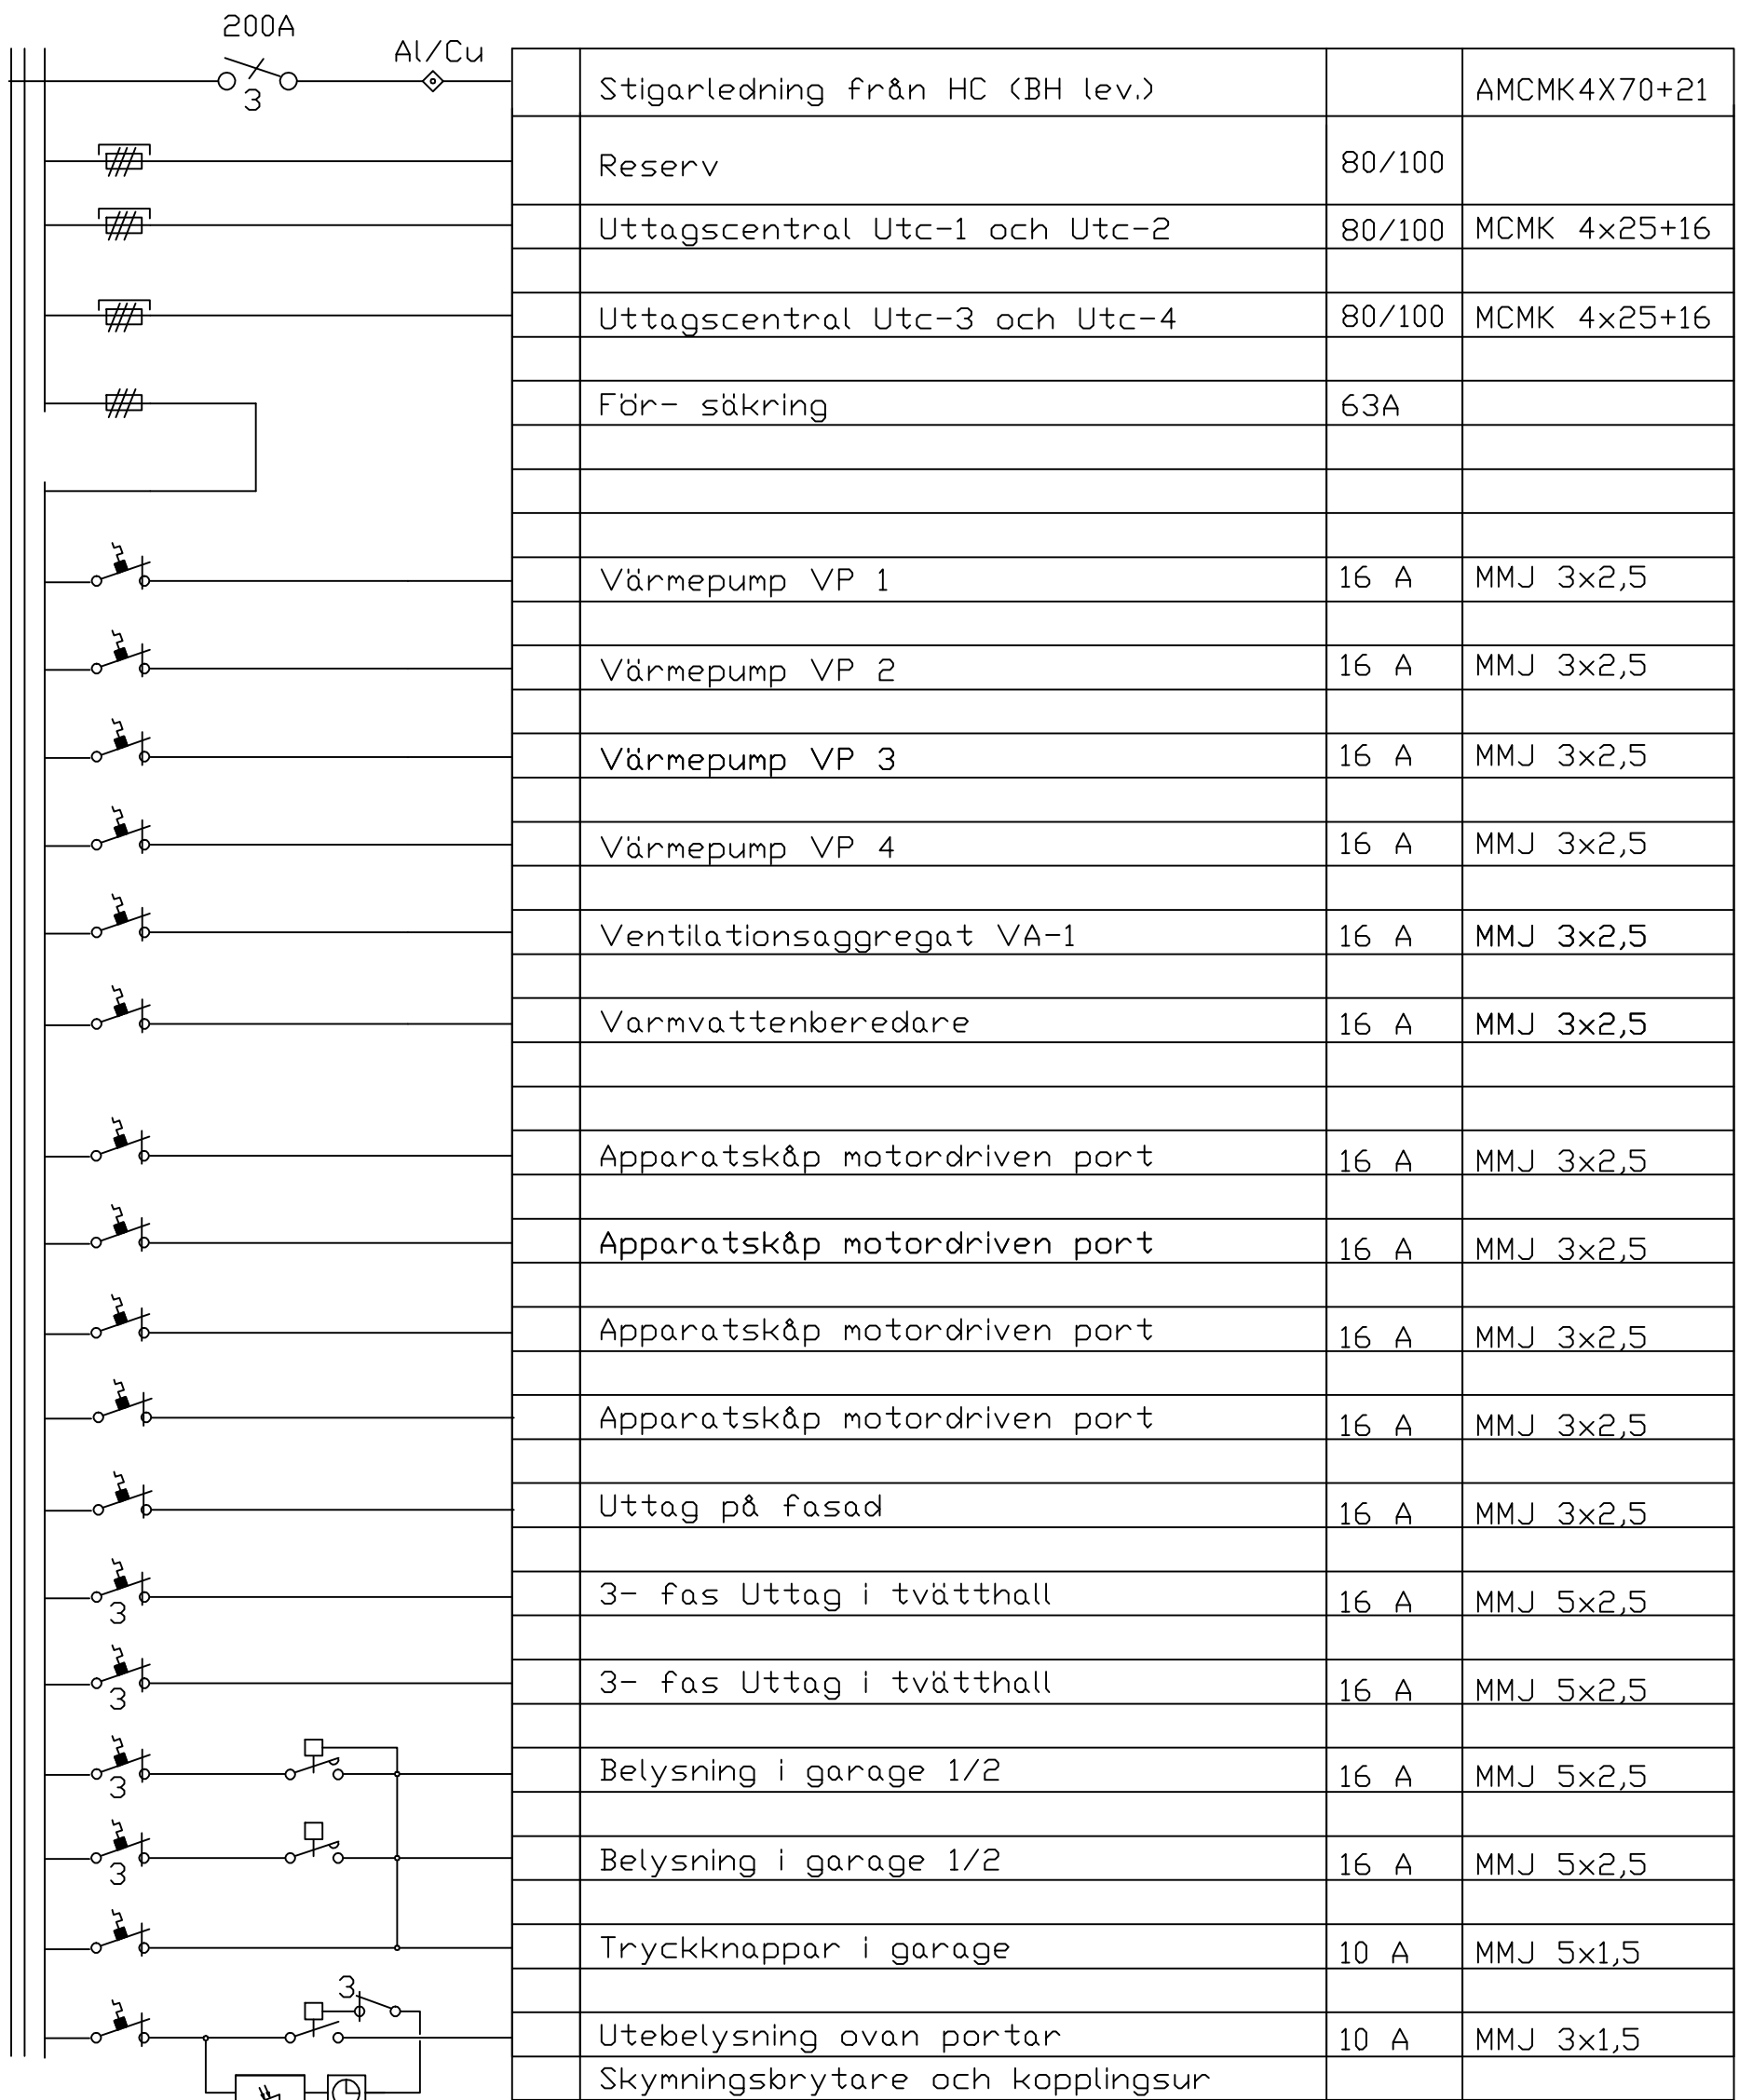 200A
Al/Cu
3
Stigarledning från HC (BH lev.) AMCMK4X70+21
Reserv 80/100
Uttagscentral Utc-1 och Utc-2 80/100 MCMK 4x25+16
Uttagscentral Utc-3 och Utc-4 80/100 MCMK 4x25+16
För- säkring 63A
Värmepump VP 1 16 A MMJ 3x2,5
Värmepump VP 2 16 A MMJ 3x2,5
Värmepump VP 3 16 A MMJ 3x2,5
Värmepump VP 4 16 A MMJ 3x2,5
Ventilationsaggregat VA-1 16 A MMJ 3x2,5
Varmvattenberedare 16 A MMJ 3x2,5
Apparatskåp motordriven port 16 A MMJ 3x2,5
Apparatskåp motordriven port 16 A MMJ 3x2,5
Apparatskåp motordriven port 16 A MMJ 3x2,5
Apparatskåp motordriven port 16 A MMJ 3x2,5
Uttag på fasad 16 A MMJ 3x2,5
3 3- fas Uttag i tvätthall 16 A MMJ 5x2,5
3 3- fas Uttag i tvätthall 16 A MMJ 5x2,5
3 Belysning i garage 1/2 16 A MMJ 5x2,5
3 Belysning i garage 1/2 16 A MMJ 5x2,5
Tryckknappar i garage 10 A MMJ 5x1,5
3
Utebelysning ovan portar 10 A MMJ 3x1,5
Skymningsbrytare och kopplingsur